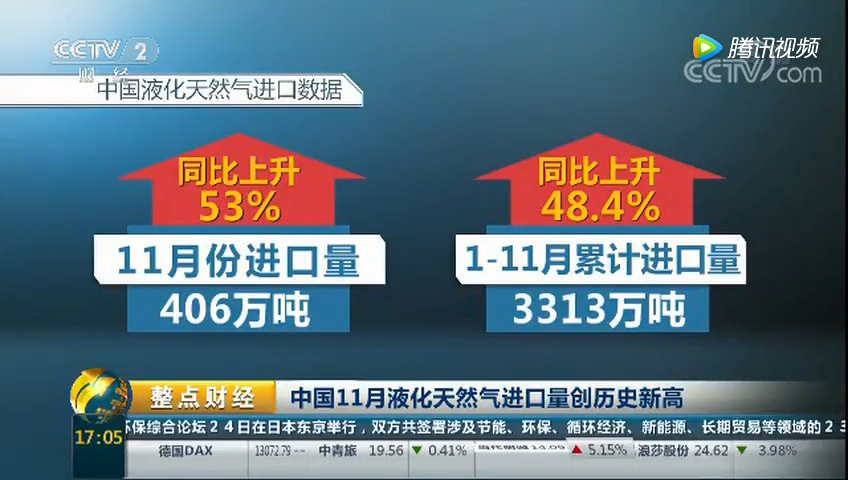 CCTV 2
财经
腾讯视频
CCTV com
中国液化天然气进口数据
同比上升
53%
11月份进口量
406万吨
同比上升
48.4%
1-11月累计进口量
3313万吨
整点财经
中国11月液化天然气进口量创历史新高
17:05
环保综合论坛24日在日本东京举行，双方共签署涉及节能、环保、循环经济、新能源、长期贸易等领域的23
德国DAX 13072.79 -- 中青旅 19.56 ▼ 0.41% ▲ 5.15% 浪莎股份 24.62 ▼ 3.98%